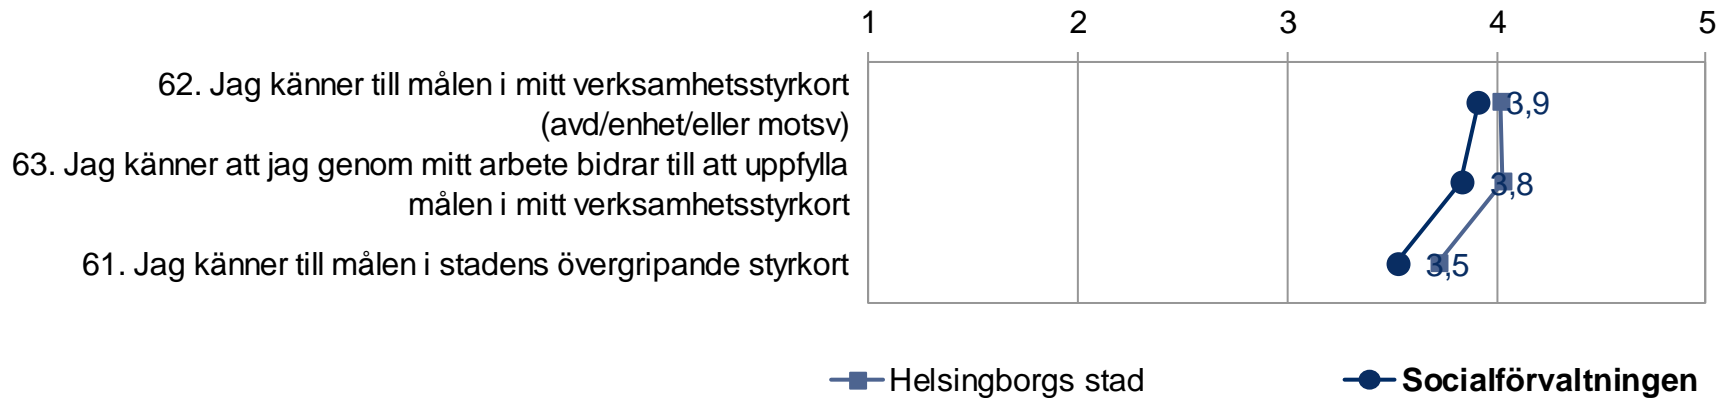 1 2 3 4 5
62. Jag känner till målen i mitt verksamhetsstyrkort
(avd/enhet/eller motsv)
3,9
63. Jag känner att jag genom mitt arbete bidrar till att uppfylla
målen i mitt verksamhetsstyrkort
3,8
61. Jag känner till målen i stadens övergripande styrkort
3,5
Helsingborgs stad
Socialförvaltningen